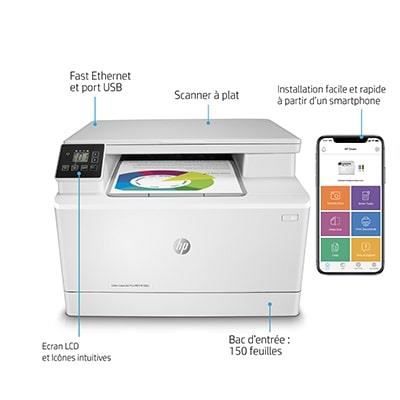 Fast Ethernet
et port USB
Scanner à plat
Installation facile et rapide
à partir d'un smartphone
hp
Ecran LCD
et Icônes intuitives
Bac d'entrée :
150 feuilles